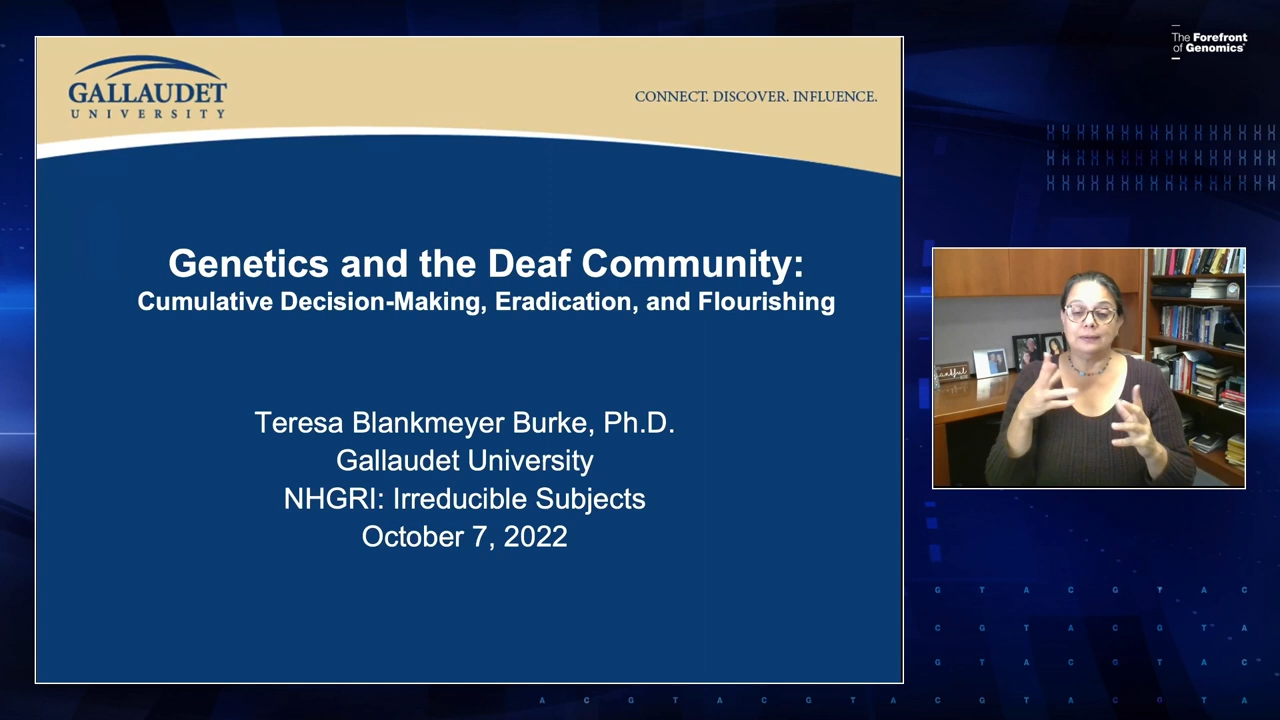 The Forefront
of Genomics®
GALLAUDET
UNIVERSITY
CONNECT. DISCOVER. INFLUENCE.
Genetics and the Deaf Community:
Cumulative Decision-Making, Eradication, and Flourishing
Teresa Blankmeyer Burke, Ph.D.
Gallaudet University
NHGRI: Irreducible Subjects
October 7, 2022
G T A C G T A C
C G T A C G T A
G T A C G T A C
A C G T A C G T A C G T A C G T A